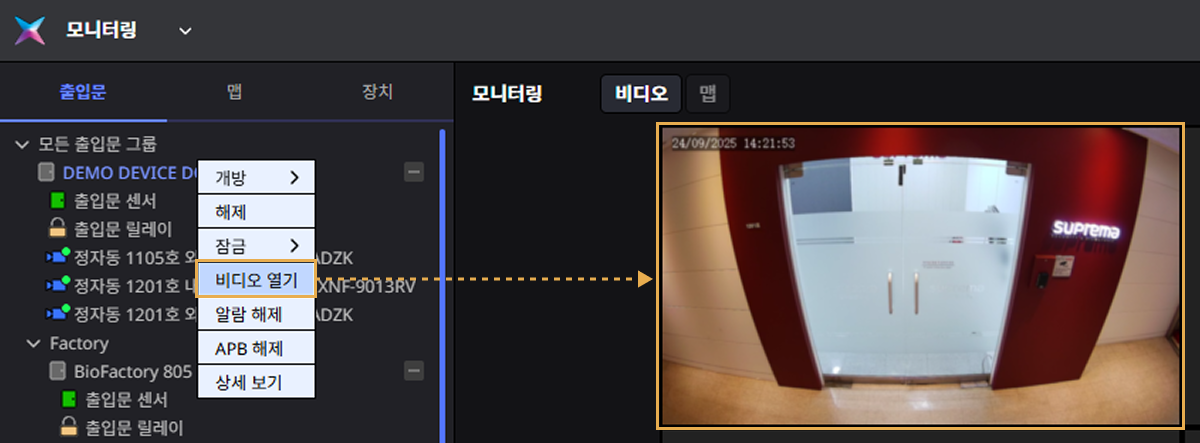 모니터링
출입문 맵 장치
모니터링 비디오 맵
모든 출입문 그룹
DEMO DEVICE
출입문 센서
출입문 릴레이
정자동 1105호 ADZK
정자동 1201호 XNF-9013RV
정자동 1201호 ADZK
Factory
BioFactory 805
출입문 센서
출입문 릴레이
개방
해제
잠금
비디오 열기
알람 해제
APB 해제
상세 보기
24/09/2025 14:21:53
suprema